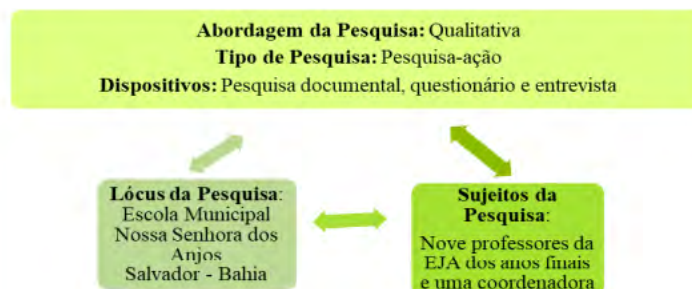 Abordagem da Pesquisa: Qualitativa
Tipo de Pesquisa: Pesquisa-ação
Dispositivos: Pesquisa documental, questionário e entrevista
Lócus da Pesquisa:
Escola Municipal
Nossa Senhora dos
Anjos
Salvador - Bahia
Sujeitos da
Pesquisa:
Nove professores da
EJA dos anos finais
e uma coordenadora